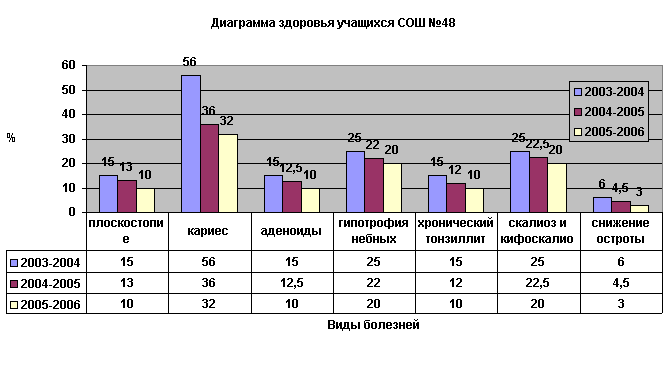 Диаграмма здоровья учащихся СОШ №48
%
60
50
40
30
20
10
0
15 13 10
56 36 32
15 12,5 10
25 22 20
15 12 10
25 22,5 20
6 4,5 3
2003-2004
2004-2005
2005-2006
плоскостопи
е
кариес
аденоиды
гипотрофия
небных
хронический
тонзиллит
скалиоз и
кифоскалио
снижение
остроты
2003-2004 15 56 15 25 15 25 6
2004-2005 13 36 12,5 22 12 22,5 4,5
2005-2006 10 32 10 20 10 20 3
Виды болезней